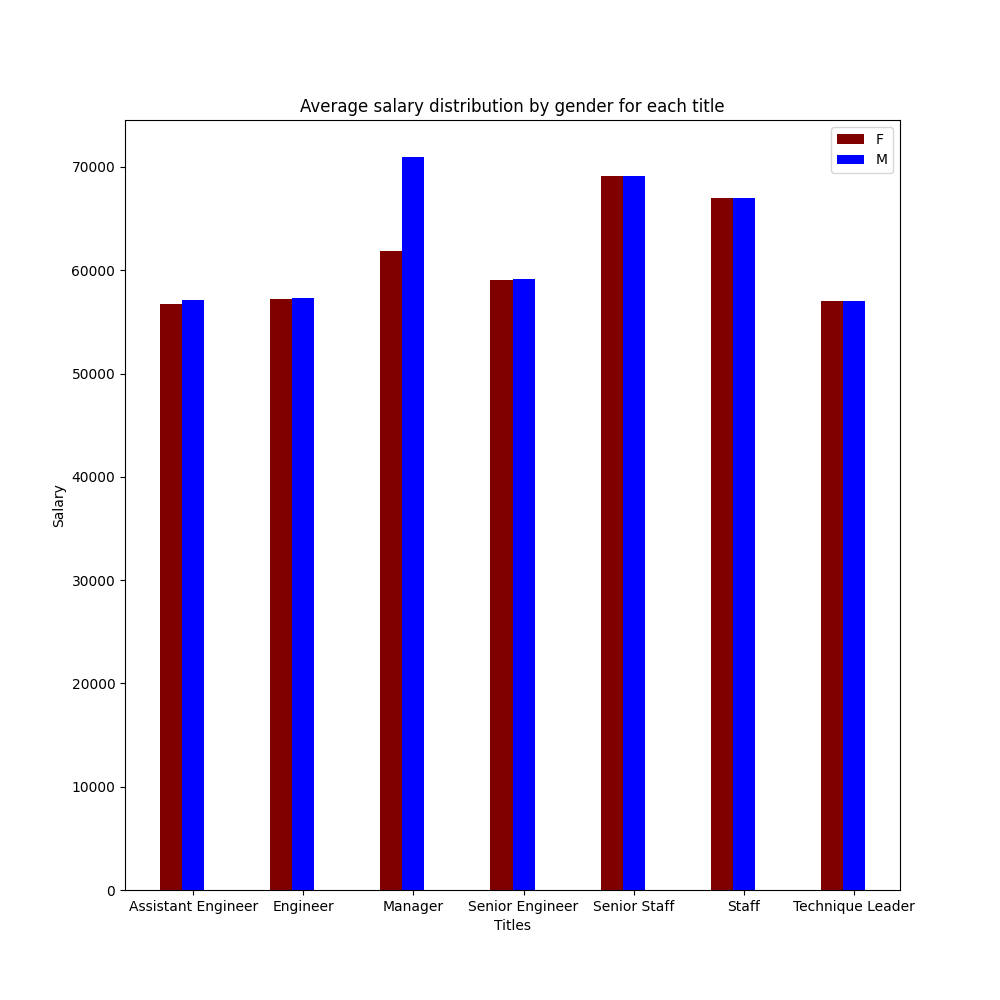 Average salary distribution by gender for each title
F
M
70000
60000
50000
40000
30000
20000
10000
0
Salary
Assistant Engineer Engineer Manager Senior Engineer Senior Staff Staff Technique Leader
Titles